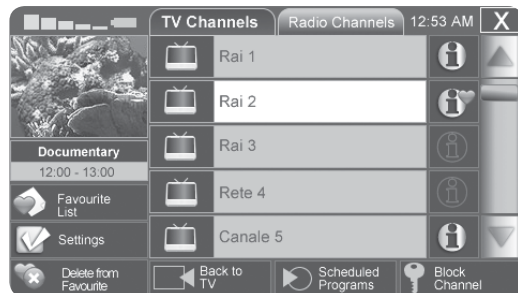 TV Channels Radio Channels 12:53 AM X
Rai 1
Rai 2
Rai 3
Rete 4
Canale 5
Documentary
12:00 - 13:00
Favourite
List
Settings
Delete from
Favourite
Back to
TV
Scheduled
Programs
Block
Channel